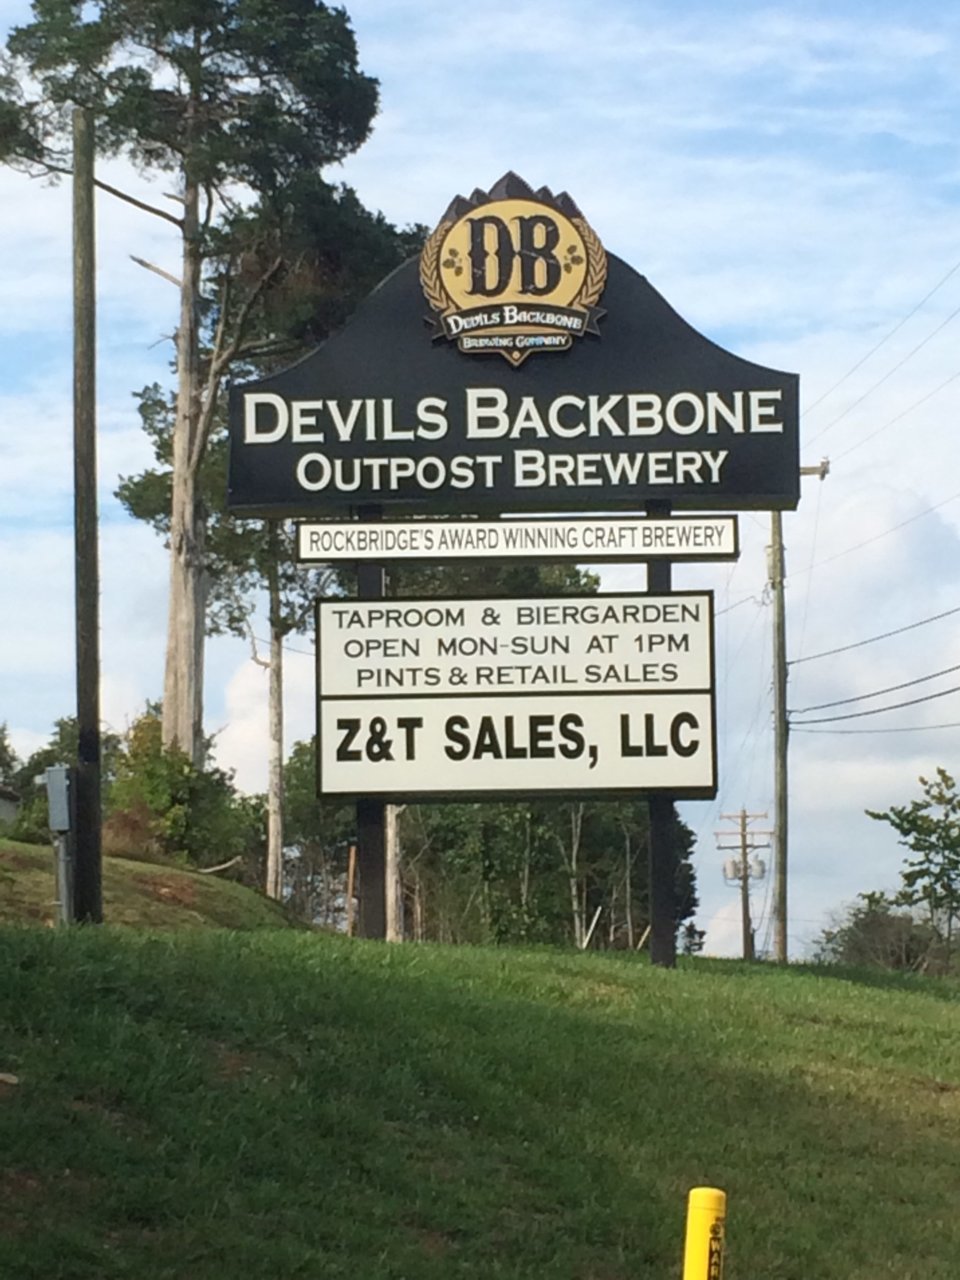 DB
DEVILS BACKBONE
BREWING COMPANY
DEVILS BACKBONE
OUTPOST BREWERY
ROCKBRIDGE'S AWARD WINNING CRAFT BREWERY
TAPROOM & BIERGARDEN
OPEN MON-SUN AT 1PM
PINTS & RETAIL SALES
Z&T SALES, LLC